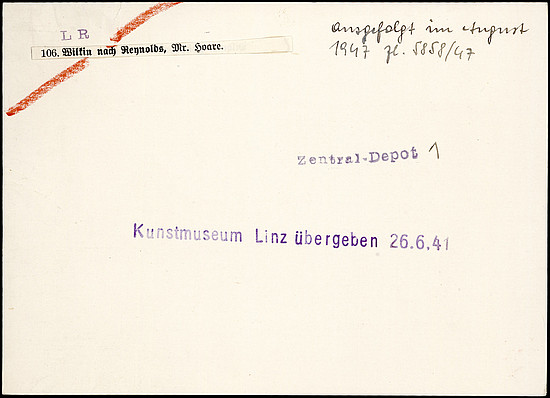 L R
106. Wilkin nach Reynolds, Mr. Hoare.
Ausgefolgt im August
1947 Zl. 5858/47
Zentral-Depot 1
Kunstmuseum Linz übergeben 26.6.41